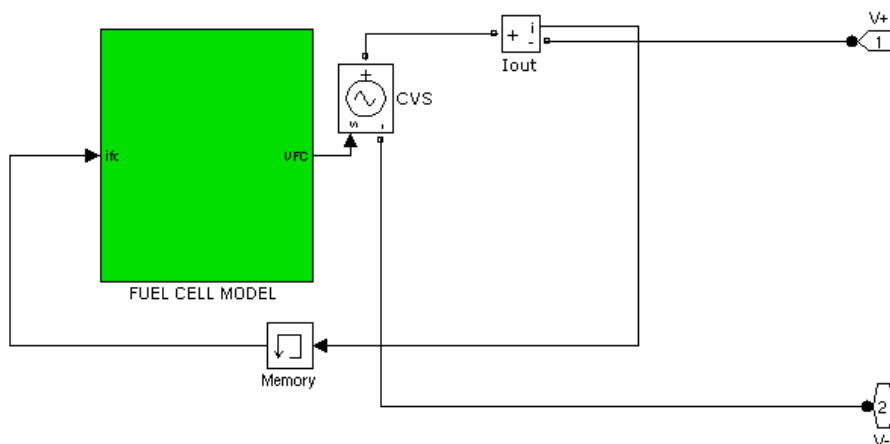 V+
1
+
i
-
Iout
+
CVS
s
-
ifc
VFC
FUEL CELL MODEL
Memory
2
V-